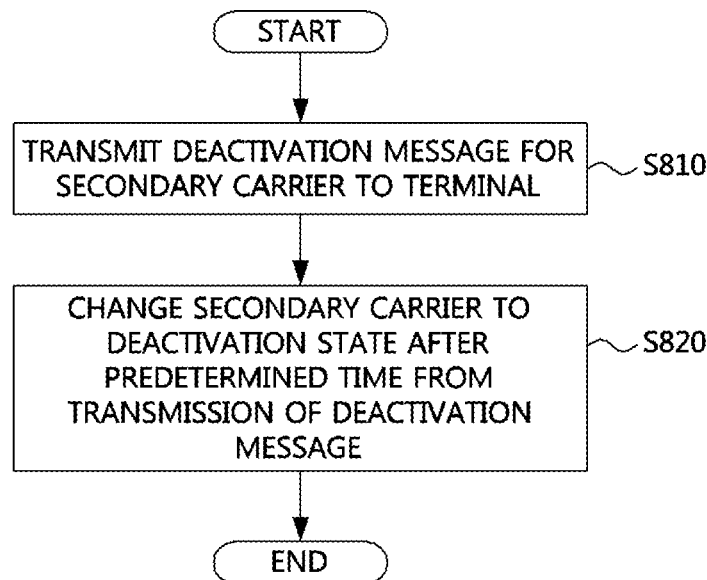 START
TRANSMIT DEACTIVATION MESSAGE FOR
SECONDARY CARRIER TO TERMINAL
S810
CHANGE SECONDARY CARRIER TO
DEACTIVATION STATE AFTER
PREDETERMINED TIME FROM
TRANSMISSION OF DEACTIVATION
MESSAGE
S820
END